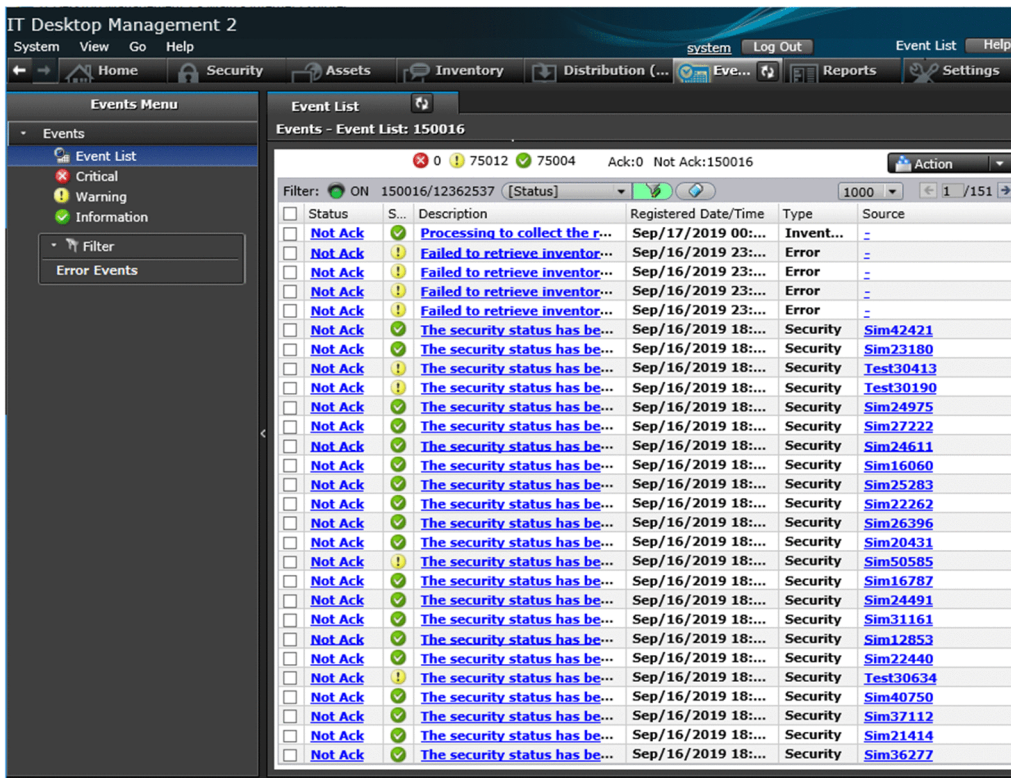 IT Desktop Management 2
System View Go Help system Log Out Event List Help
Home Security Assets Inventory Distribution (... Eve... Reports Settings
Events Menu
Events
Event List
Critical
Warning
Information
Filter
Error Events
Event List
Events - Event List: 150016
0 75012 75004 Ack:0 Not Ack:150016 Action
Filter: ON 150016/12362537 [Status] 1000 1 /151
Status S... Description Registered Date/Time Type Source
Not Ack Processing to collect the r... Sep/17/2019 00:... Invent... -
Not Ack Failed to retrieve inventor... Sep/16/2019 23:... Error -
Not Ack Failed to retrieve inventor... Sep/16/2019 23:... Error -
Not Ack Failed to retrieve inventor... Sep/16/2019 23:... Error -
Not Ack Failed to retrieve inventor... Sep/16/2019 23:... Error -
Not Ack The security status has be... Sep/16/2019 18:... Security Sim42421
Not Ack The security status has be... Sep/16/2019 18:... Security Sim23180
Not Ack The security status has be... Sep/16/2019 18:... Security Test30413
Not Ack The security status has be... Sep/16/2019 18:... Security Test30190
Not Ack The security status has be... Sep/16/2019 18:... Security Sim24975
Not Ack The security status has be... Sep/16/2019 18:... Security Sim27222
Not Ack The security status has be... Sep/16/2019 18:... Security Sim24611
Not Ack The security status has be... Sep/16/2019 18:... Security Sim16060
Not Ack The security status has be... Sep/16/2019 18:... Security Sim25283
Not Ack The security status has be... Sep/16/2019 18:... Security Sim22262
Not Ack The security status has be... Sep/16/2019 18:... Security Sim26396
Not Ack The security status has be... Sep/16/2019 18:... Security Sim20431
Not Ack The security status has be... Sep/16/2019 18:... Security Sim50585
Not Ack The security status has be... Sep/16/2019 18:... Security Sim16787
Not Ack The security status has be... Sep/16/2019 18:... Security Sim24491
Not Ack The security status has be... Sep/16/2019 18:... Security Sim31161
Not Ack The security status has be... Sep/16/2019 18:... Security Sim12853
Not Ack The security status has be... Sep/16/2019 18:... Security Sim22440
Not Ack The security status has be... Sep/16/2019 18:... Security Test30634
Not Ack The security status has be... Sep/16/2019 18:... Security Sim40750
Not Ack The security status has be... Sep/16/2019 18:... Security Sim37112
Not Ack The security status has be... Sep/16/2019 18:... Security Sim21414
Not Ack The security status has be... Sep/16/2019 18:... Security Sim36277